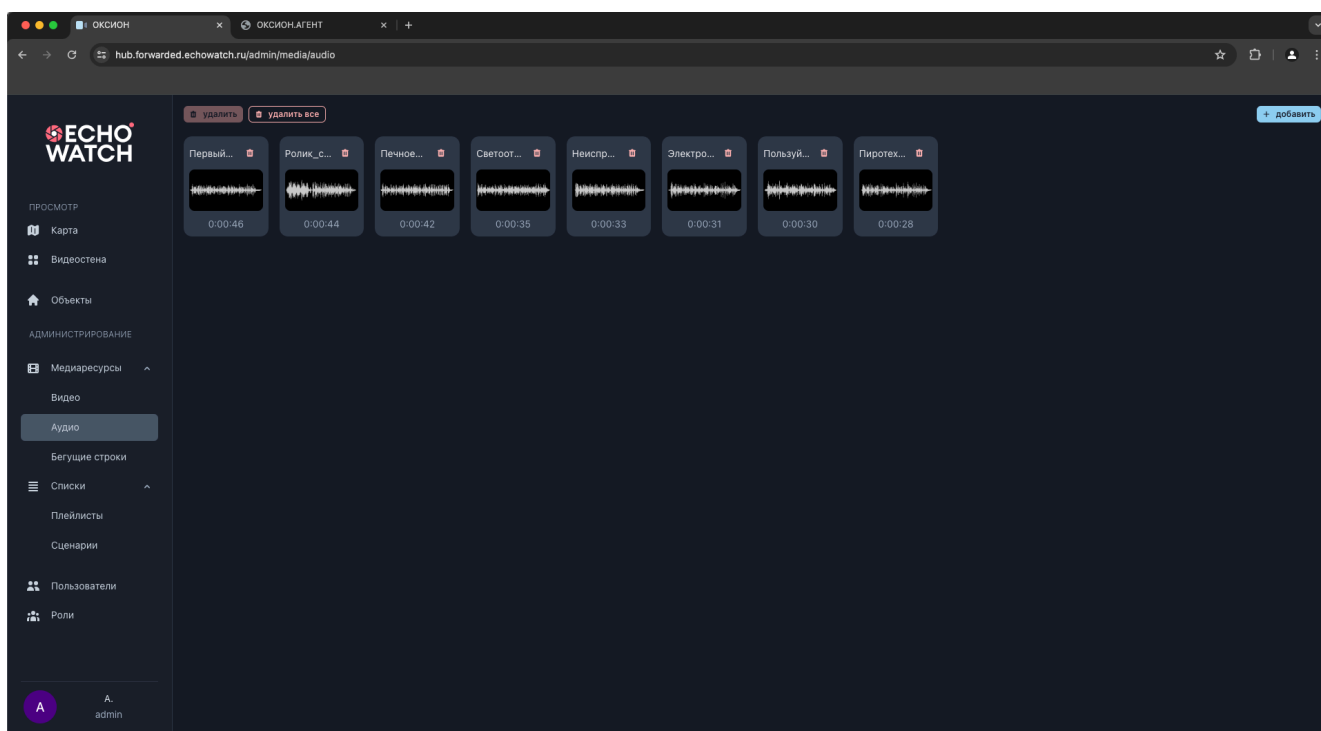 ОКСИОН
ОКСИОН.АГЕНТ
hub.forwarded.echowatch.ru/admin/media/audio
ECHO
WATCH
удалить
удалить все
+ добавить
Первый...
Ролик_с...
Печное...
Светоот...
Неиспр...
Электро...
Пользуй...
Пиротех...
0:00:46
0:00:44
0:00:42
0:00:35
0:00:33
0:00:31
0:00:30
0:00:28
ПРОСМОТР
Карта
Видеостена
Объекты
АДМИНИСТРИРОВАНИЕ
Медиаресурсы
Видео
Аудио
Бегущие строки
Списки
Плейлисты
Сценарии
Пользователи
Роли
A
A.
admin